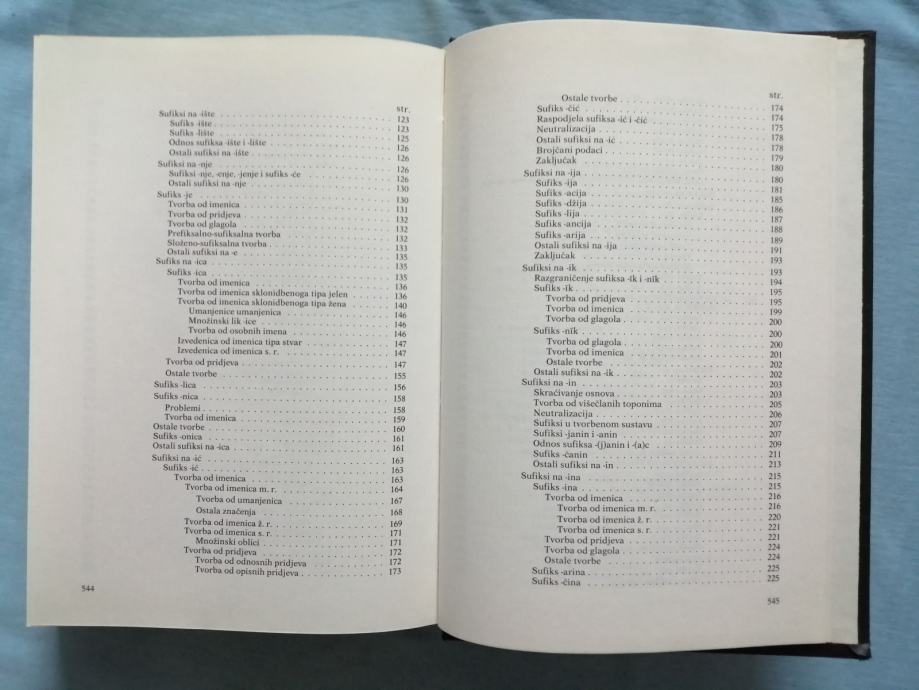 str.
Sufiksi na -ište . . . 123
Sufiks -ište . . . 123
Sufiks -lište . . . 125
Odnos sufiksa -ište i -lište . . . 126
Ostali sufiksi na -ište . . . 126
Sufiksi na -nje . . . 126
Sufiksi -nje, -enje, -jenje i sufiks -će . . . 126
Ostali sufiksi na -nje . . . 130
Sufiks -je . . . 130
Tvorba od imenica . . . 131
Tvorba od pridjeva . . . 132
Tvorba od glagola . . . 132
Prefiksalno-sufiksalna tvorba . . . 132
Složeno-sufiksalna tvorba . . . 133
Ostali sufiksi na -e . . . 135
Sufiks na -ica . . . 135
Sufiks -ica . . . 135
Tvorba od imenica . . . 136
Tvorba od imenica sklonidbenoga tipa jelen . . . 136
Tvorba od imenica sklonidbenoga tipa žena . . . 140
Umanjenice umanjenica . . . 146
Množinski lik -ice . . . 146
Tvorba od osobnih imena . . . 146
Izvedenica od imenica tipa stvar . . . 147
Izvedenica od imenica s. r. . . . 147
Tvorba od pridjeva . . . 147
Ostale tvorbe . . . 155
Sufiks -lica . . . 156
Sufiks -nica . . . 158
Problemi . . . 158
Tvorba od imenica . . . 159
Ostale tvorbe . . . 160
Sufiks -onica . . . 161
Ostali sufiksi na -ica . . . 161
Sufiksi na -ić . . . 163
Sufiks -ić . . . 163
Tvorba od imenica . . . 163
Tvorba od imenica m. r. . . . 164
Tvorba od umanjenica . . . 167
Ostala značenja . . . 168
Tvorba od imenica ž. r. . . . 169
Tvorba od imenica s. r. . . . 171
Množinski oblici . . . 171
Tvorba od pridjeva . . . 172
Tvorba od odnosnih pridjeva . . . 172
Tvorba od opisnih pridjeva . . . 173
544
str.
Ostale tvorbe . . . 174
Sufiks -čić . . . 174
Raspodjela sufiksa -ić i -čić . . . 175
Neutralizacija . . . 178
Ostali sufiksi na -ić . . . 178
Brojčani podaci . . . 179
Zaključak . . . 180
Sufiksi na -ija . . . 180
Sufiks -ija . . . 181
Sufiks -acija . . . 185
Sufiks -džija . . . 186
Sufiks -lija . . . 187
Sufiks -ancija . . . 188
Sufiks -arija . . . 189
Ostali sufiksi na -ija . . . 191
Zaključak . . . 193
Sufiksi na -ik . . . 193
Razgraničenje sufiksa -ik i -nik . . . 194
Sufiks -ik . . . 195
Tvorba od pridjeva . . . 195
Tvorba od imenica . . . 199
Tvorba od glagola . . . 200
Sufiks -nik . . . 200
Tvorba od glagola . . . 200
Tvorba od imenica . . . 201
Ostale tvorbe . . . 202
Ostali sufiksi na -ik . . . 202
Sufiksi na -in . . . 203
Skraćivanje osnova . . . 203
Tvorba od višečlanih toponima . . . 205
Neutralizacija . . . 206
Sufiksi u tvorbenom sustavu . . . 207
Sufiksi -janin i -anin . . . 207
Odnos sufiksa -(j)anin i -(a)c . . . 209
Sufiks -čanin . . . 211
Ostali sufiksi na -in . . . 213
Sufiksi na -ina . . . 215
Sufiks -ina . . . 215
Tvorba od imenica . . . 216
Tvorba od imenica m. r. . . . 216
Tvorba od imenica ž. r. . . . 220
Tvorba od imenica s. r. . . . 221
Tvorba od pridjeva . . . 221
Tvorba od glagola . . . 224
Ostale tvorbe . . . 224
Sufiks -arina . . . 225
Sufiks -čina . . . 225
545